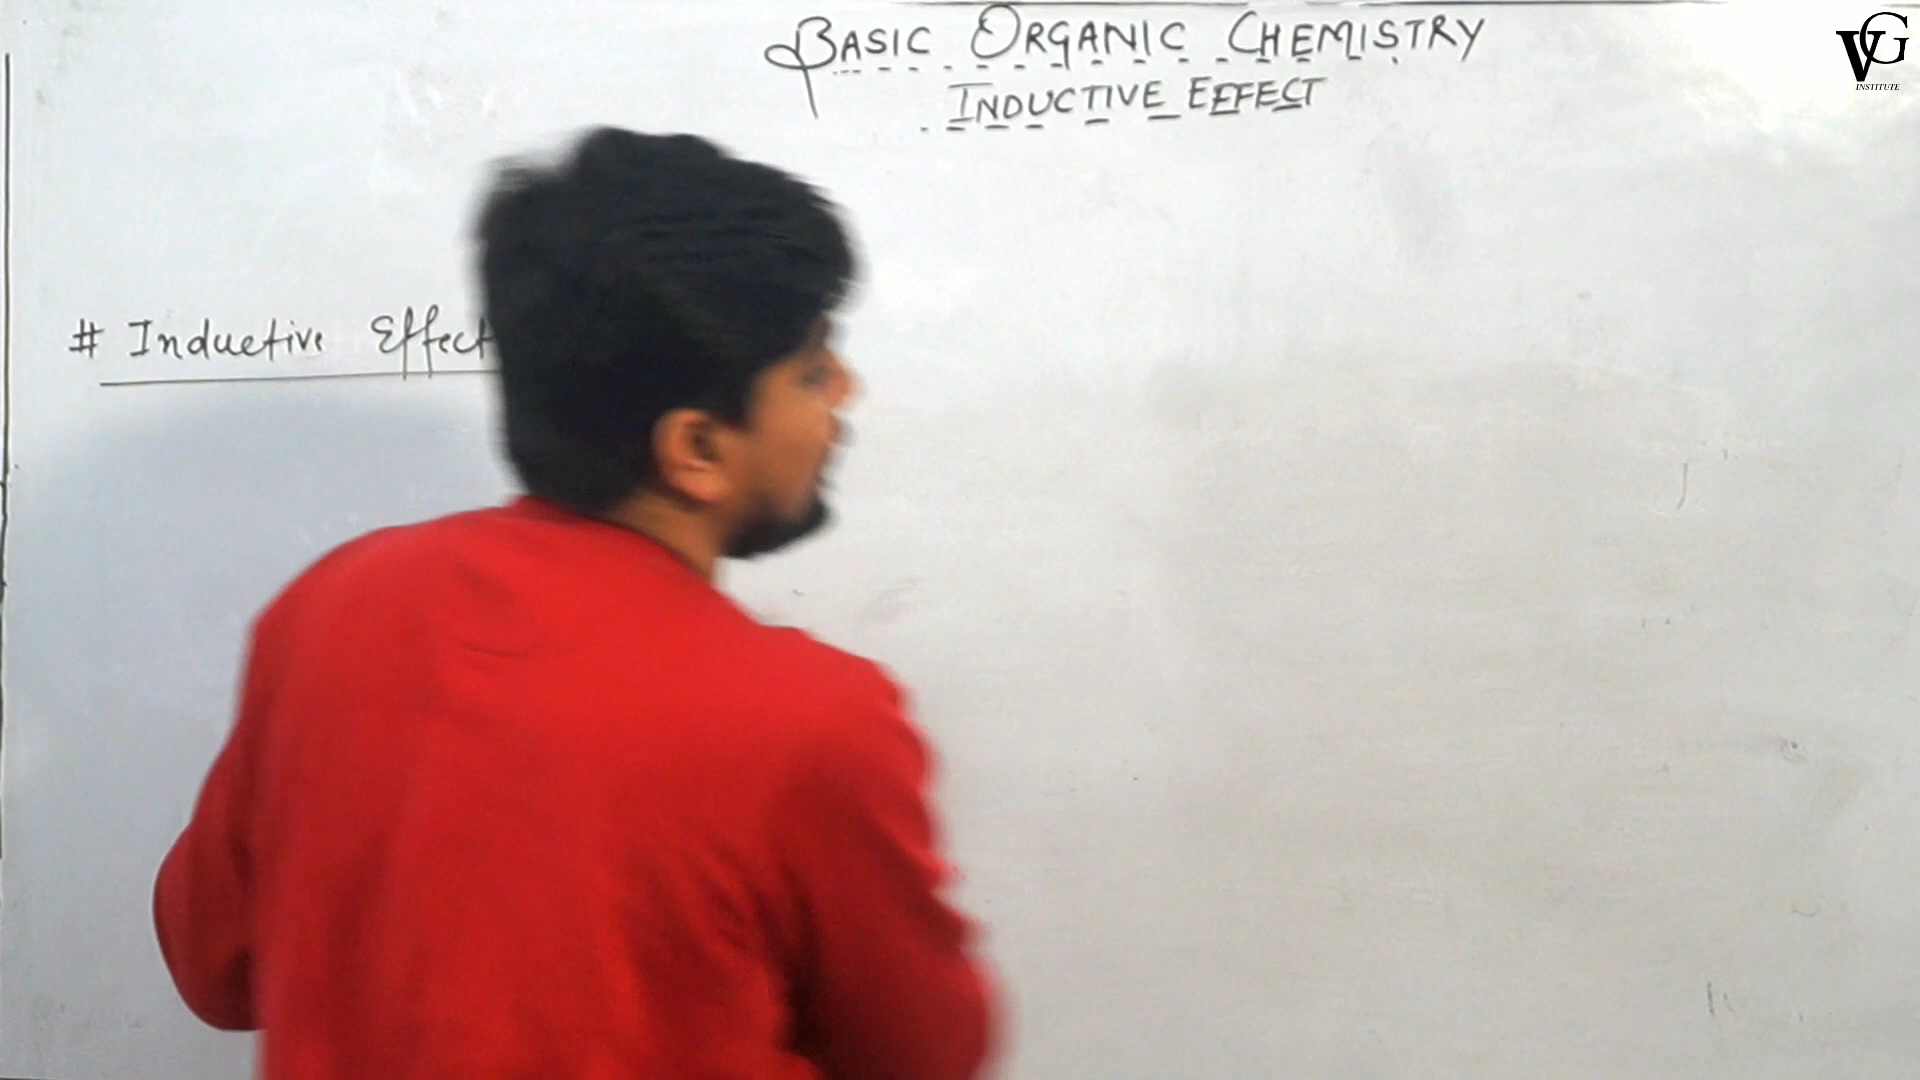 BASIC ORGANIC CHEMISTRY
INDUCTIVE EFFECT
# Inductive Effect
VG
INSTITUTE